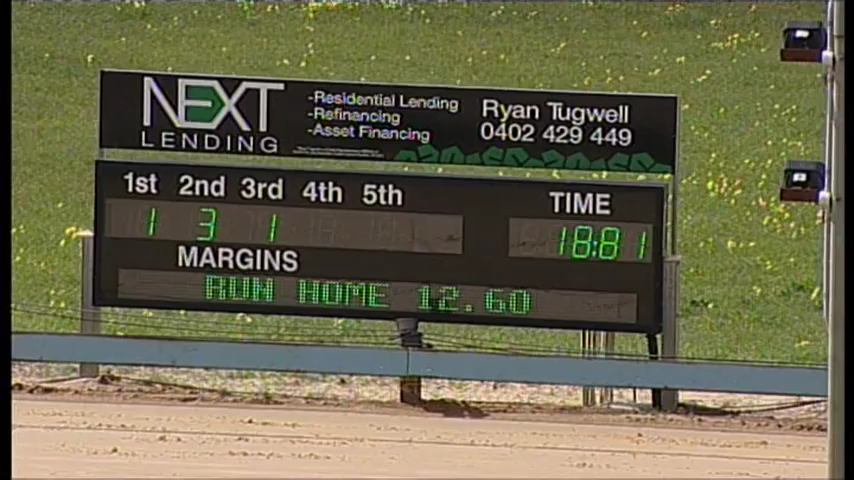 NEXT
LENDING
-Residential Lending
-Refinancing
-Asset Financing
Ryan Tugwell
0402 429 449
1st 2nd 3rd 4th 5th
TIME
1 3 1
18:81
MARGINS
RUN HOME 12.60